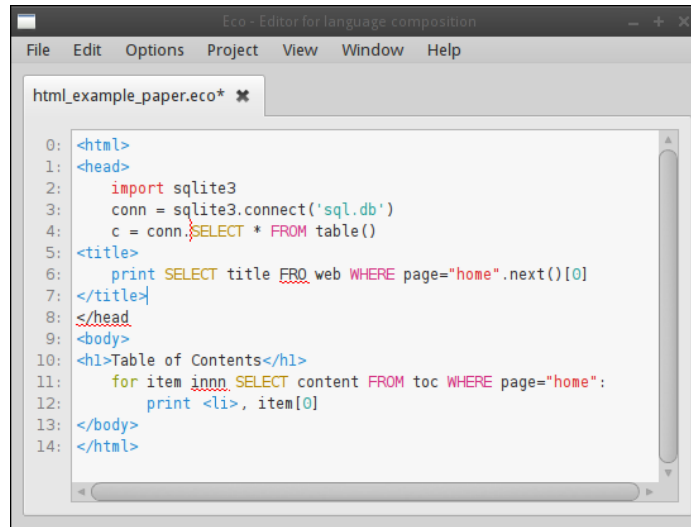 Eco - Editor for language composition
File Edit Options Project View Window Help
html_example_paper.eco*
0: <html>
1: <head>
2: import sqlite3
3: conn = sqlite3.connect('sql.db')
4: c = conn.SELECT * FROM table()
5: <title>
6: print SELECT title FRO web WHERE page="home".next()[0]
7: </title>
8: </head
9: <body>
10: <h1>Table of Contents</h1>
11: for item innn SELECT content FROM toc WHERE page="home":
12: print <li>, item[0]
13: </body>
14: </html>